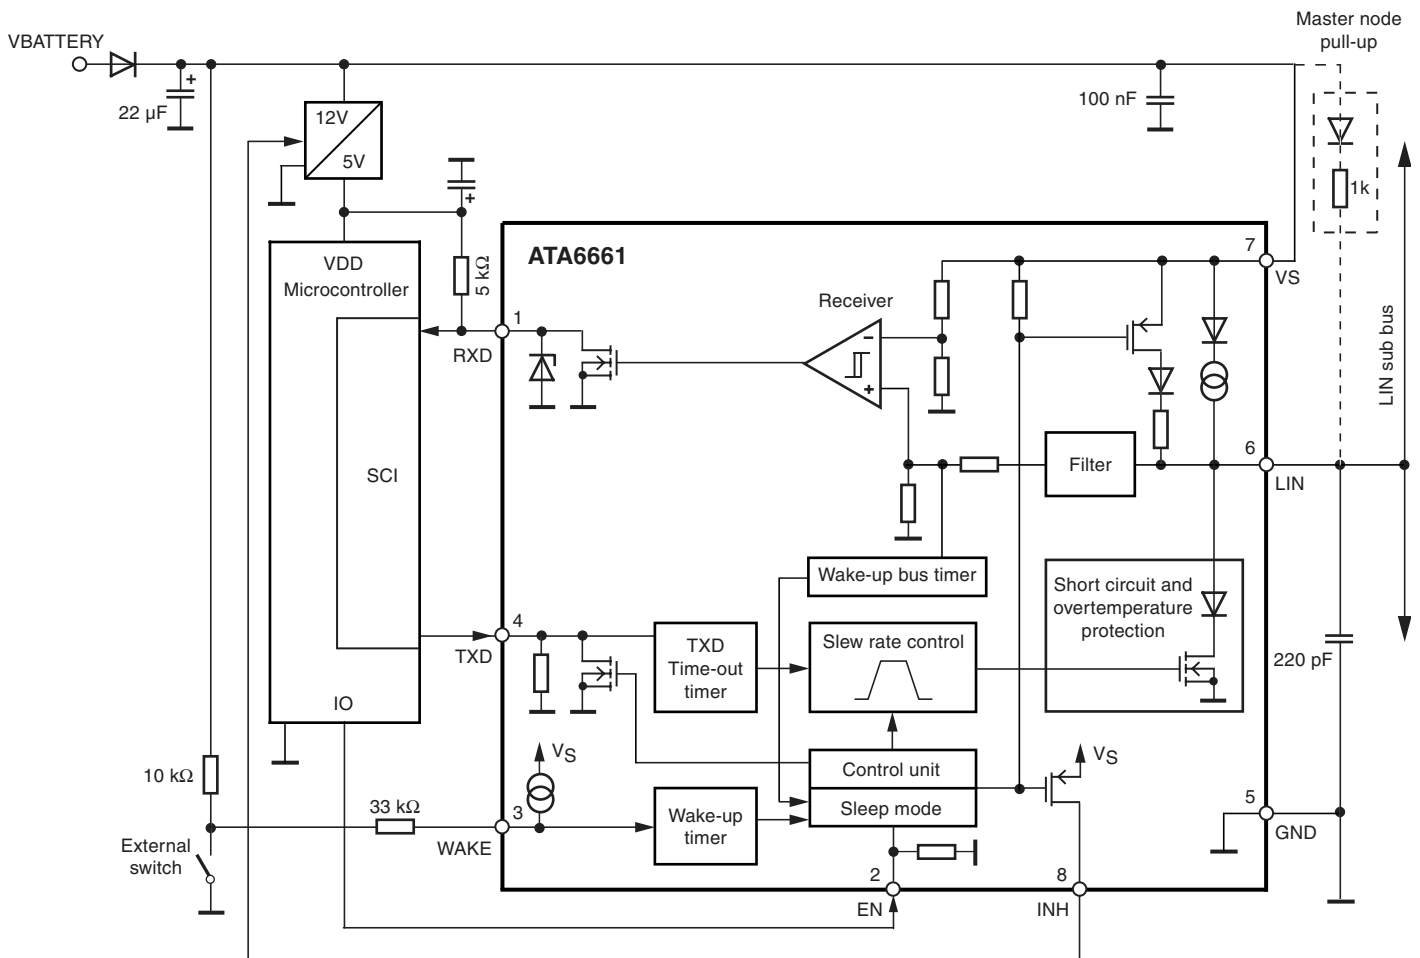 Master node
pull-up
VBATTERY
+
22 µF
12V
5V
100 nF
1k
+
ATA6661
7
VS
VDD
Microcontroller
5 kΩ
Receiver
1
RXD
–
+
LIN sub bus
SCI
Filter
6
LIN
Wake-up bus timer
Short circuit and
overtemperature
protection
4
TXD
TXD
Time-out
timer
Slew rate control
220 pF
IO
VS
VS
10 kΩ
Control unit
Sleep mode
33 kΩ
3
WAKE
Wake-up
timer
5
GND
External
switch
2
EN
8
INH